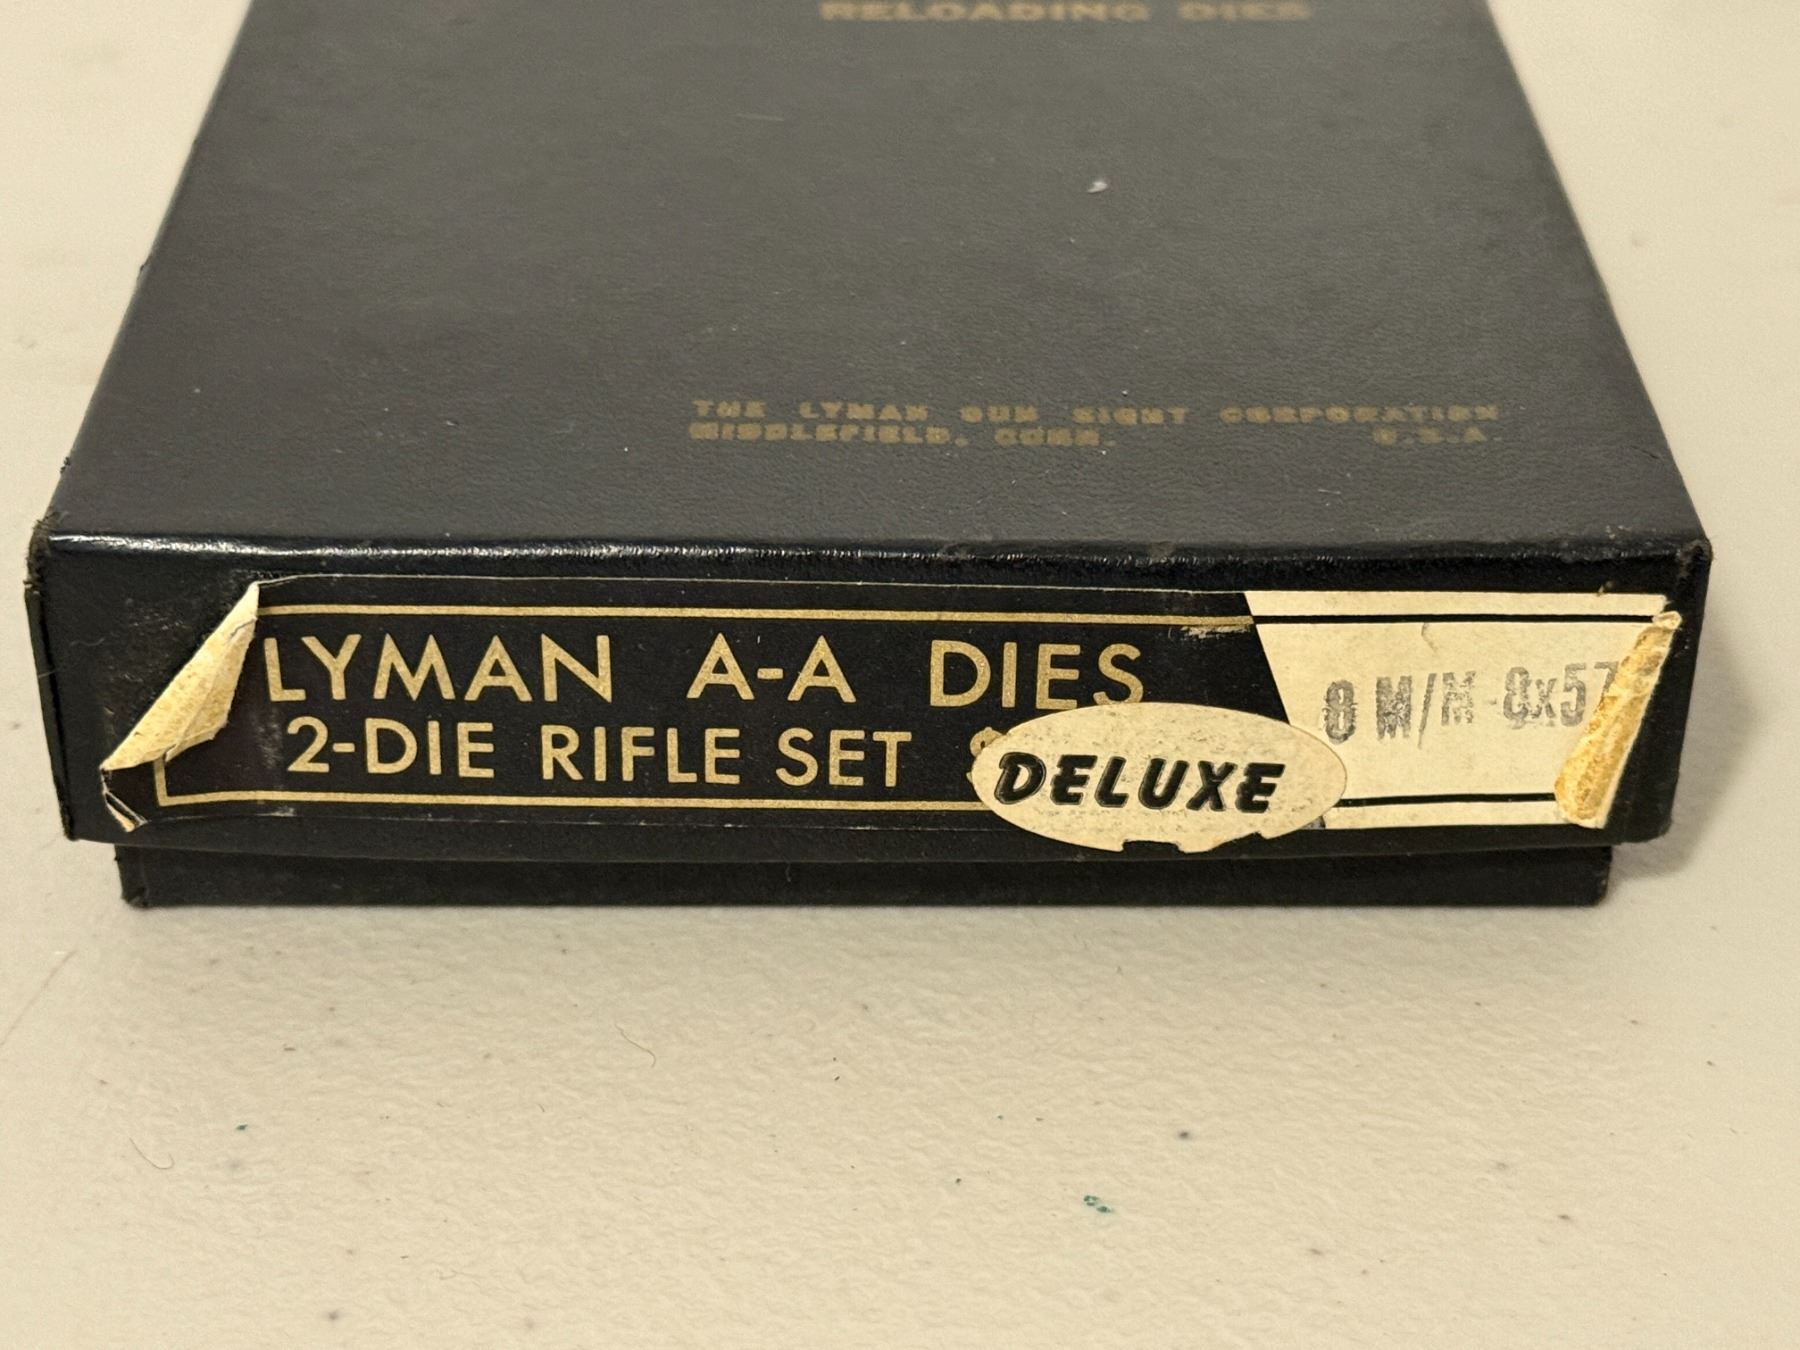 RELOADING DIES
THE LYMAN GUN SIGHT CORPORATION
MIDDLEFIELD, CONN. U.S.A.
LYMAN A-A DIES
2-DIE RIFLE SET
DELUXE
8 M/M 8x57